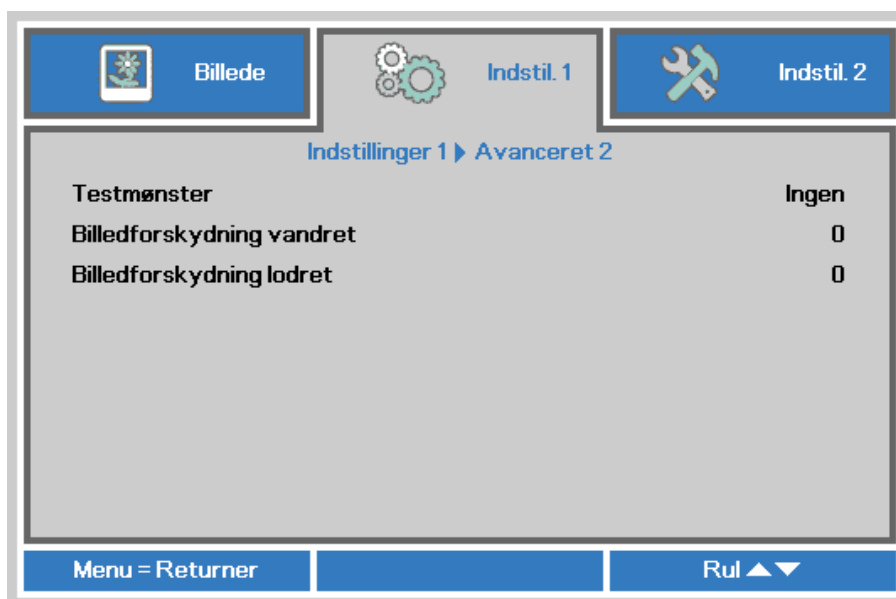 Billede
Indstil. 1
Indstil. 2
Indstillinger 1 ▶ Avanceret 2
Testmønster Ingen
Billedforskydning vandret 0
Billedforskydning lodret 0
Menu = Returner
Rul ▲▼